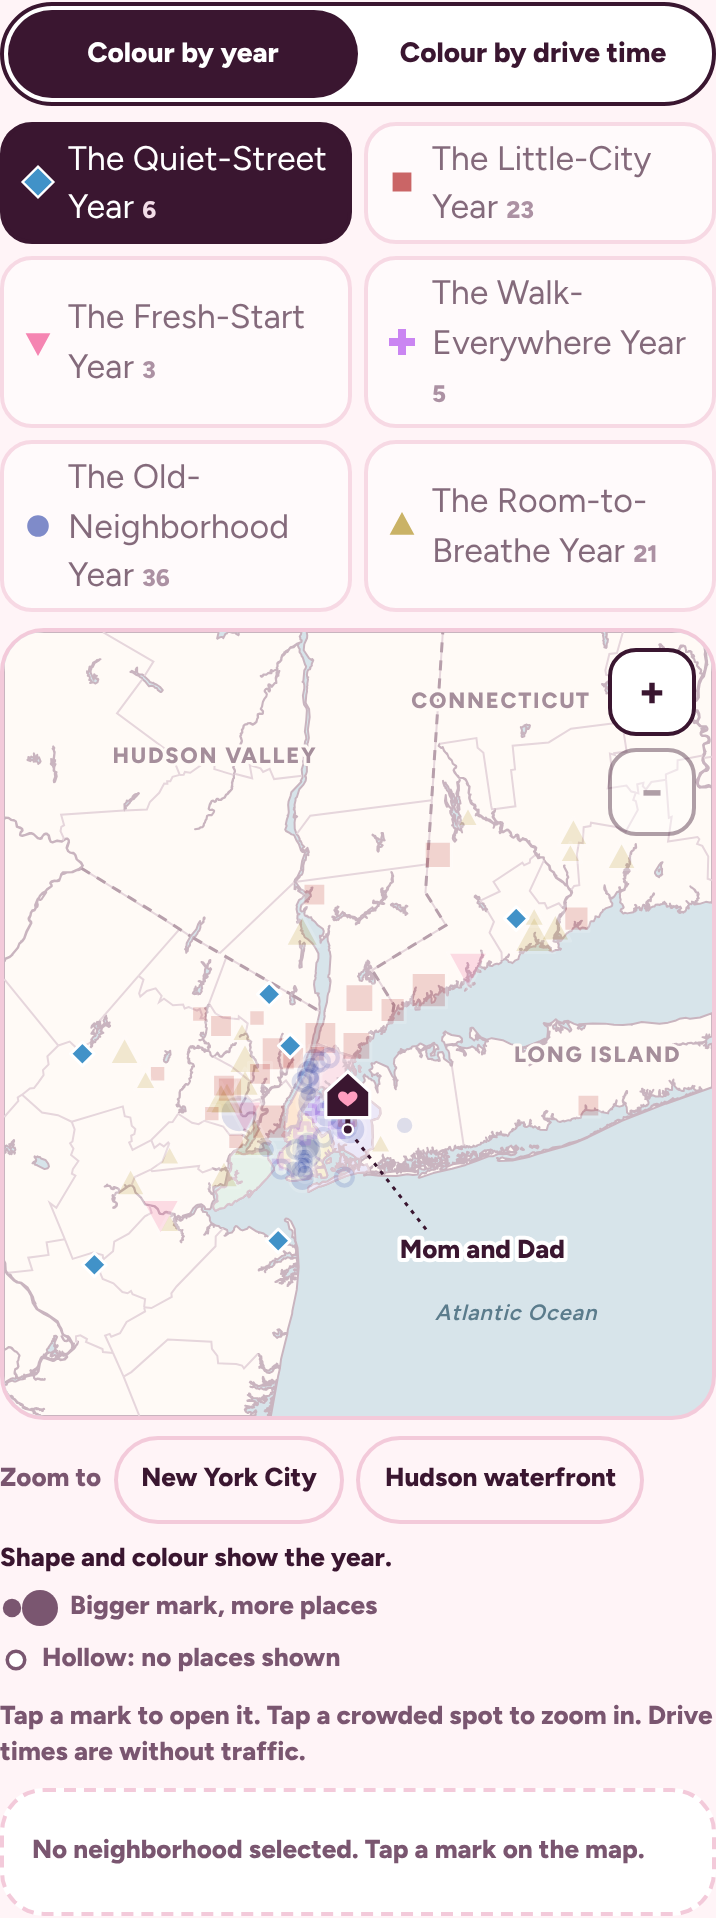 Colour by year
Colour by drive time
The Quiet-Street
Year 6
The Little-City
Year 23
The Fresh-Start
Year 3
The Walk-
Everywhere Year
5
The Old-
Neighborhood
Year 36
The Room-to-
Breathe Year 21
+
−
CONNECTICUT
HUDSON VALLEY
LONG ISLAND
Mom and Dad
Atlantic Ocean
Zoom to
New York City
Hudson waterfront
Shape and colour show the year.
Bigger mark, more places
Hollow: no places shown
Tap a mark to open it. Tap a crowded spot to zoom in. Drive
times are without traffic.
No neighborhood selected. Tap a mark on the map.